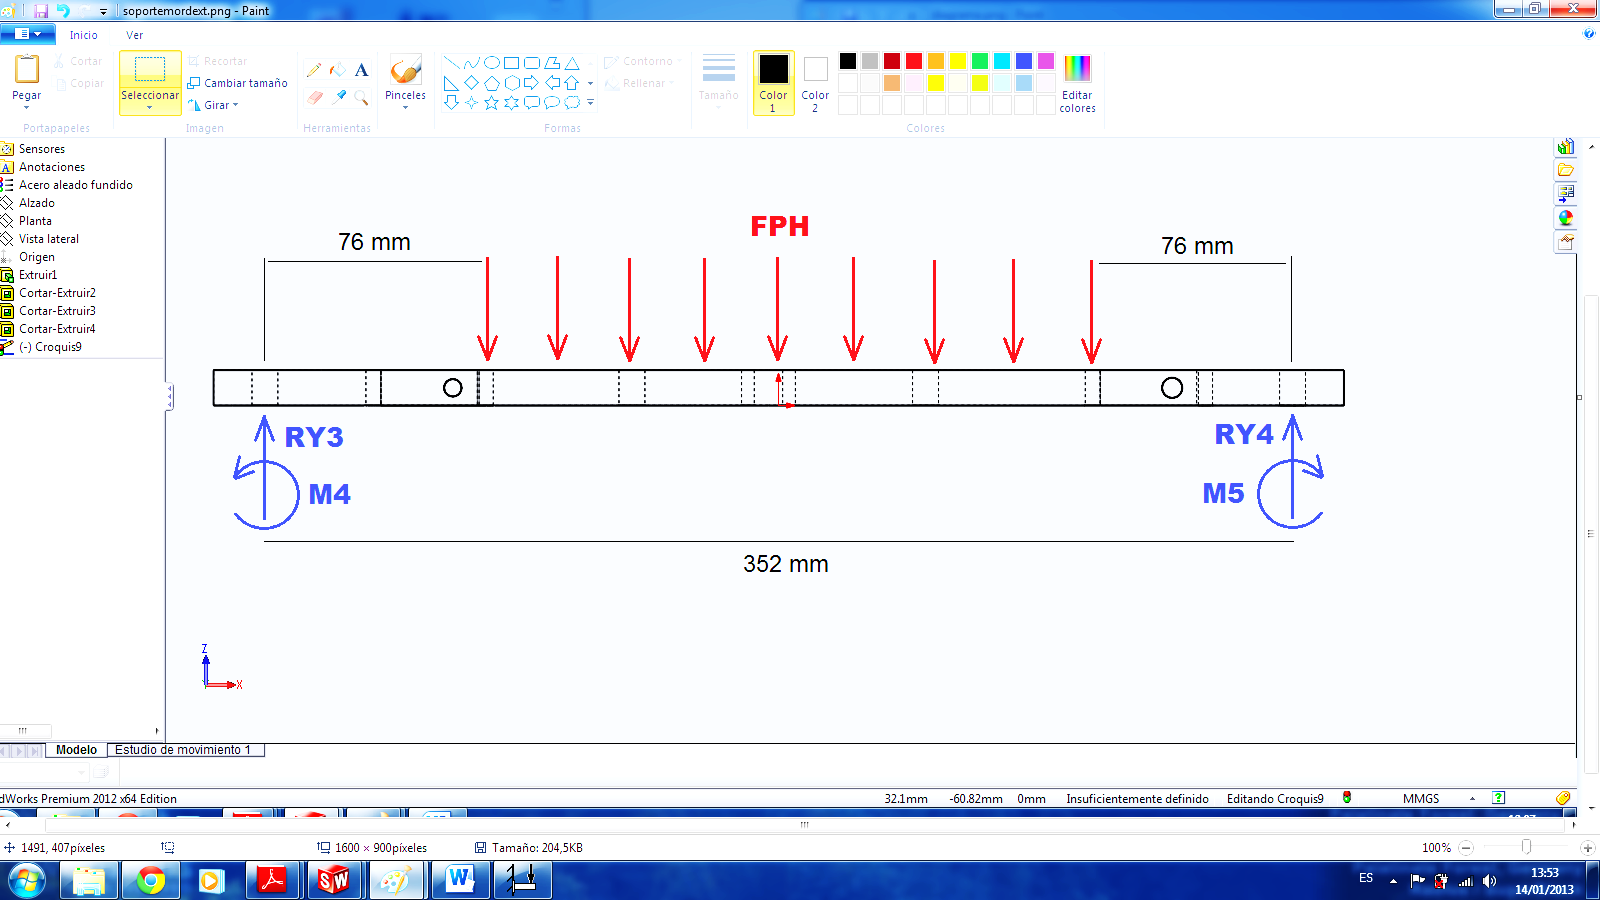 soportemordext.png - Paint
Inicio Ver
Pegar
Cortar
Copiar
Portapapeles
Seleccionar
Recortar
Cambiar tamaño
Girar
Imagen
A
Herramientas
Pinceles
Contorno
Rellenar
Formas
Tamaño
Color 1
Color 2
Editar colores
Colores
Sensores
Anotaciones
Acero aleado fundido
Alzado
Planta
Vista lateral
Origen
Extruir1
Cortar-Extruir2
Cortar-Extruir3
Cortar-Extruir4
(-) Croquis9
FPH
76 mm
76 mm
RY3
RY4
M4
M5
352 mm
Z
X
Modelo Estudio de movimiento 1
dWorks Premium 2012 x64 Edition 32.1mm -60.82mm 0mm Insuficientemente definido Editando Croquis9 MMGS
1491, 407píxeles 1600 × 900píxeles Tamaño: 204,5KB 100%
ES 13:53
14/01/2013